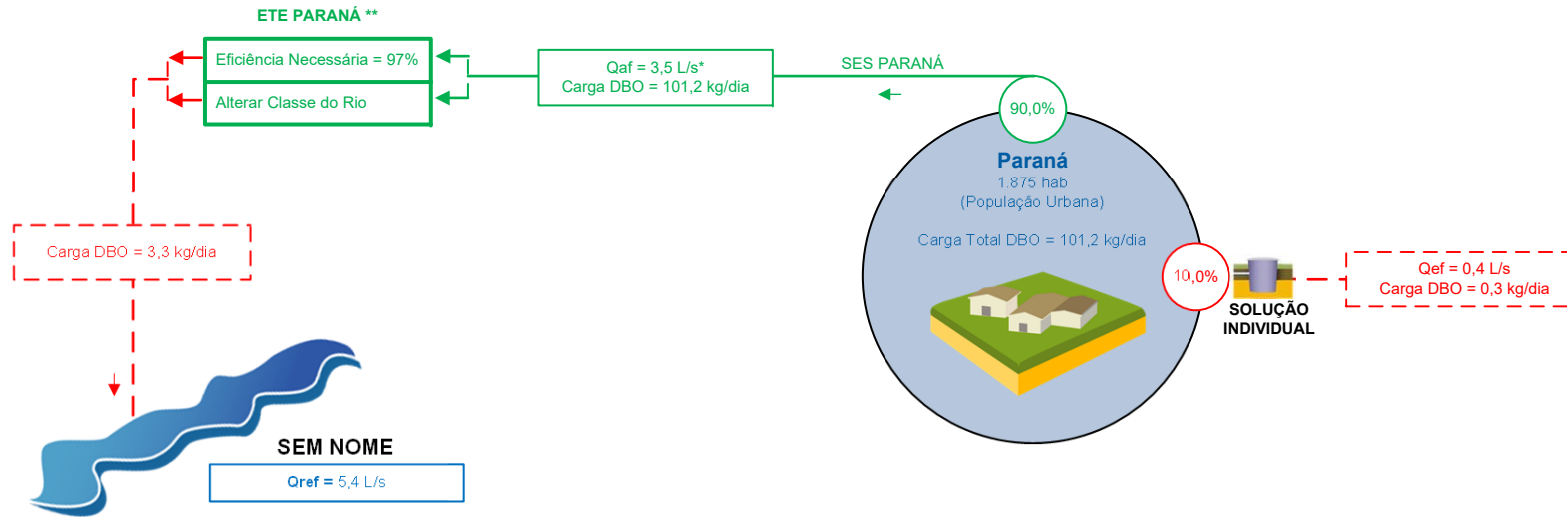 ETE PARANÁ **
Eficiência Necessária = 97%
Alterar Classe do Rio
Qaf = 3,5 L/s*
Carga DBO = 101,2 kg/dia
SES PARANÁ
90,0%
Paraná
1.875 hab
(População Urbana)
Carga Total DBO = 101,2 kg/dia
10,0%
SOLUÇÃO
INDIVIDUAL
Qef = 0,4 L/s
Carga DBO = 0,3 kg/dia
Carga DBO = 3,3 kg/dia
SEM NOME
Qref = 5,4 L/s